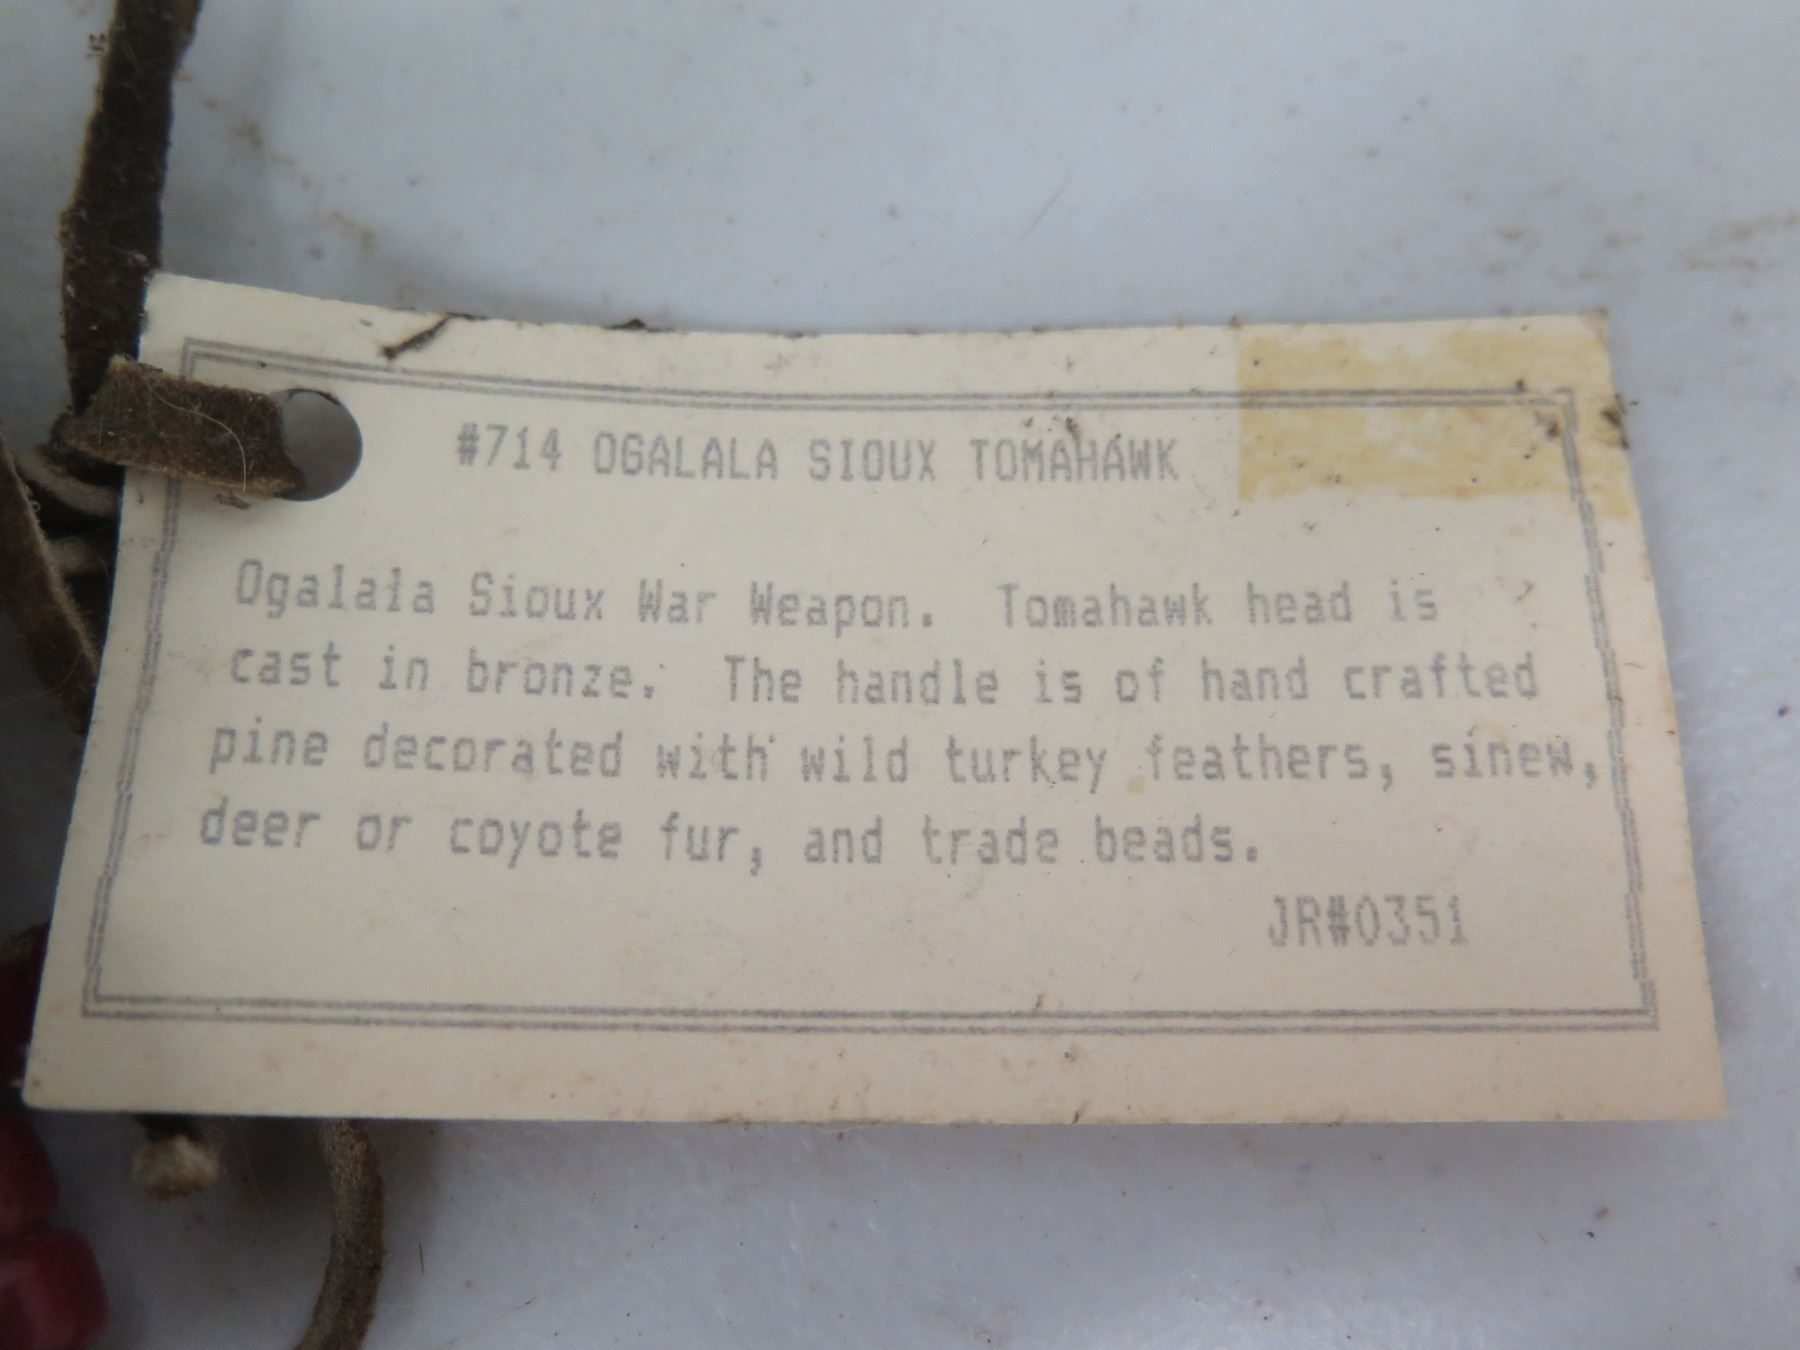 #714 OGALALA SIOUX TOMAHAWK
Ogalala Sioux War Weapon. Tomahawk head is
cast in bronze. The handle is of hand crafted
pine decorated with wild turkey feathers, sinew,
deer or coyote fur, and trade beads.
JR#0351